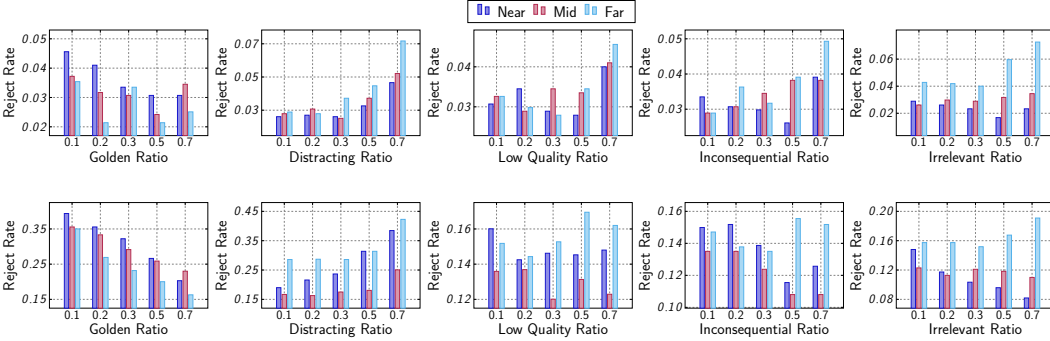 Near Mid Far
Reject Rate
0.05
0.04
0.03
0.02
0.1 0.2 0.3 0.5 0.7
Golden Ratio
Reject Rate
0.07
0.05
0.03
0.1 0.2 0.3 0.5 0.7
Distracting Ratio
Reject Rate
0.04
0.03
0.1 0.2 0.3 0.5 0.7
Low Quality Ratio
Reject Rate
0.05
0.04
0.03
0.1 0.2 0.3 0.5 0.7
Inconsequential Ratio
Reject Rate
0.06
0.04
0.02
0.1 0.2 0.3 0.5 0.7
Irrelevant Ratio
Reject Rate
0.35
0.25
0.15
0.1 0.2 0.3 0.5 0.7
Golden Ratio
Reject Rate
0.45
0.35
0.25
0.15
0.1 0.2 0.3 0.5 0.7
Distracting Ratio
Reject Rate
0.16
0.14
0.12
0.1 0.2 0.3 0.5 0.7
Low Quality Ratio
Reject Rate
0.16
0.14
0.12
0.10
0.1 0.2 0.3 0.5 0.7
Inconsequential Ratio
Reject Rate
0.20
0.16
0.12
0.08
0.1 0.2 0.3 0.5 0.7
Irrelevant Ratio